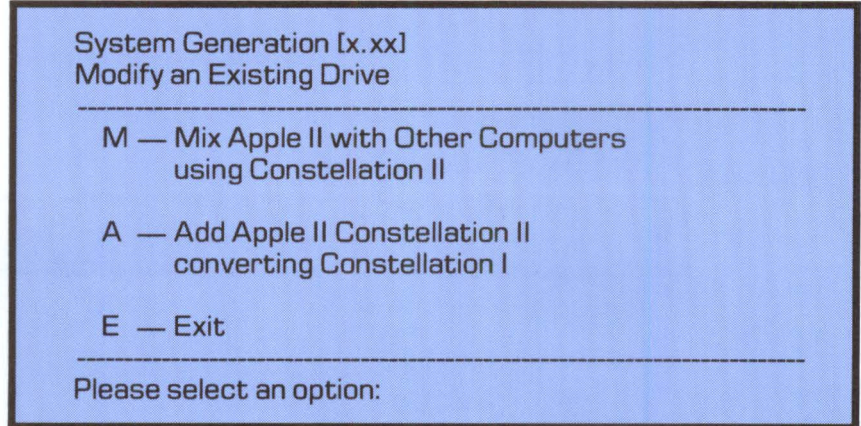 System Generation [x.xx]
Modify an Existing Drive
M — Mix Apple II with Other Computers
using Constellation II
A — Add Apple II Constellation II
converting Constellation I
E — Exit
Please select an option: